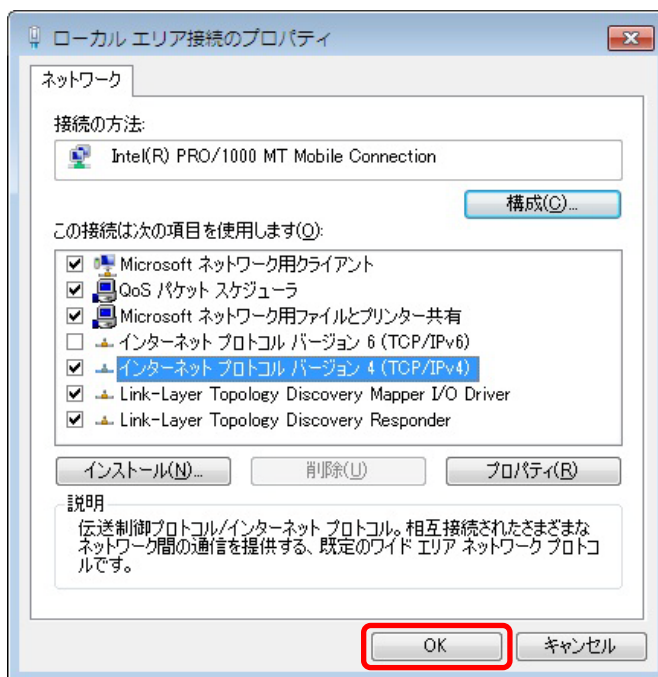 ローカル エリア接続のプロパティ
ネットワーク
接続の方法:
Intel(R) PRO/1000 MT Mobile Connection
構成(C)...
この接続は次の項目を使用します(O):
Microsoft ネットワーク用クライアント
QoS パケット スケジューラ
Microsoft ネットワーク用ファイルとプリンター共有
インターネット プロトコル バージョン 6 (TCP/IPv6)
インターネット プロトコル バージョン 4 (TCP/IPv4)
Link-Layer Topology Discovery Mapper I/O Driver
Link-Layer Topology Discovery Responder
インストール(N)... 削除(U) プロパティ(R)
説明
伝送制御プロトコル/インターネット プロトコル。相互接続されたさまざまな
ネットワーク間の通信を提供する、既定のワイド エリア ネットワーク プロトコ
ルです。
OK キャンセル